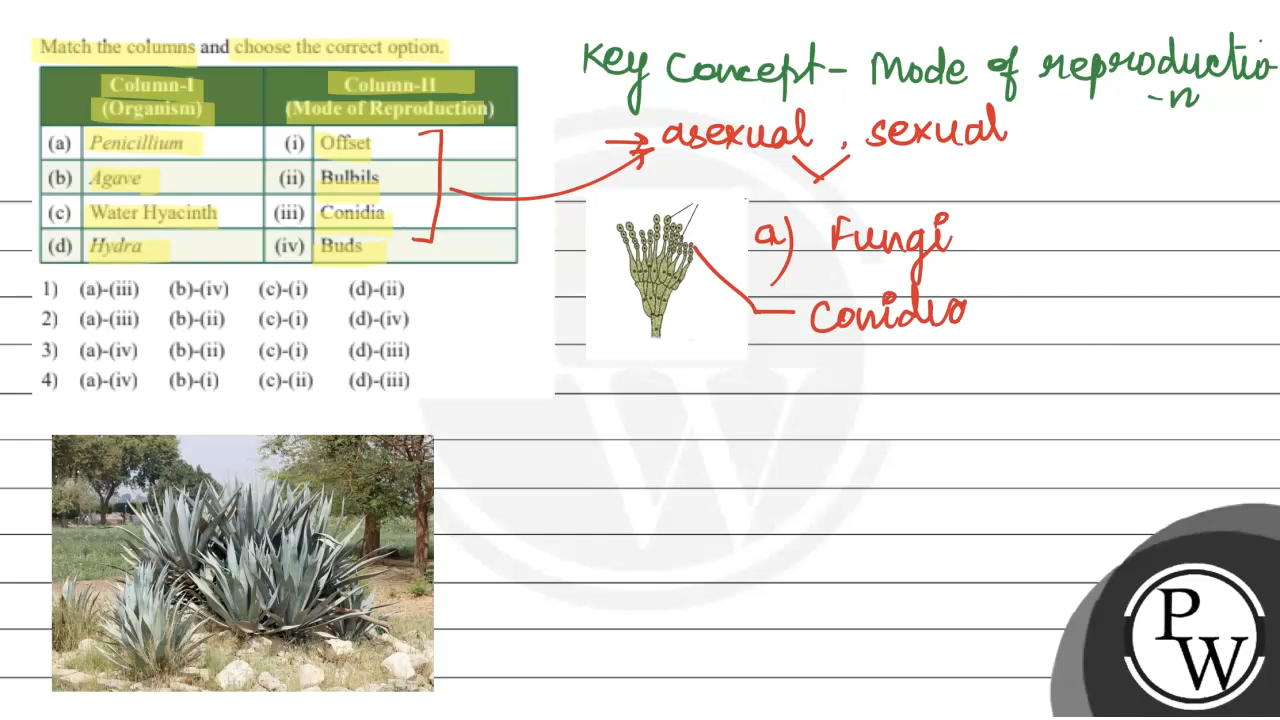 Match the columns and choose the correct option.
Column-I (Organism) Column-II (Mode of Reproduction)
(a) Penicillium (i) Offset
(b) Agave (ii) Bulbils
(c) Water Hyacinth (iii) Conidia
(d) Hydra (iv) Buds
1) (a)-(iii) (b)-(iv) (c)-(i) (d)-(ii)
2) (a)-(iii) (b)-(ii) (c)-(i) (d)-(iv)
3) (a)-(iv) (b)-(ii) (c)-(i) (d)-(iii)
4) (a)-(iv) (b)-(i) (c)-(ii) (d)-(iii)
Key Concept - Mode of reproductio
-n
→ asexual , sexual
a) Fungi
Conidia
PW